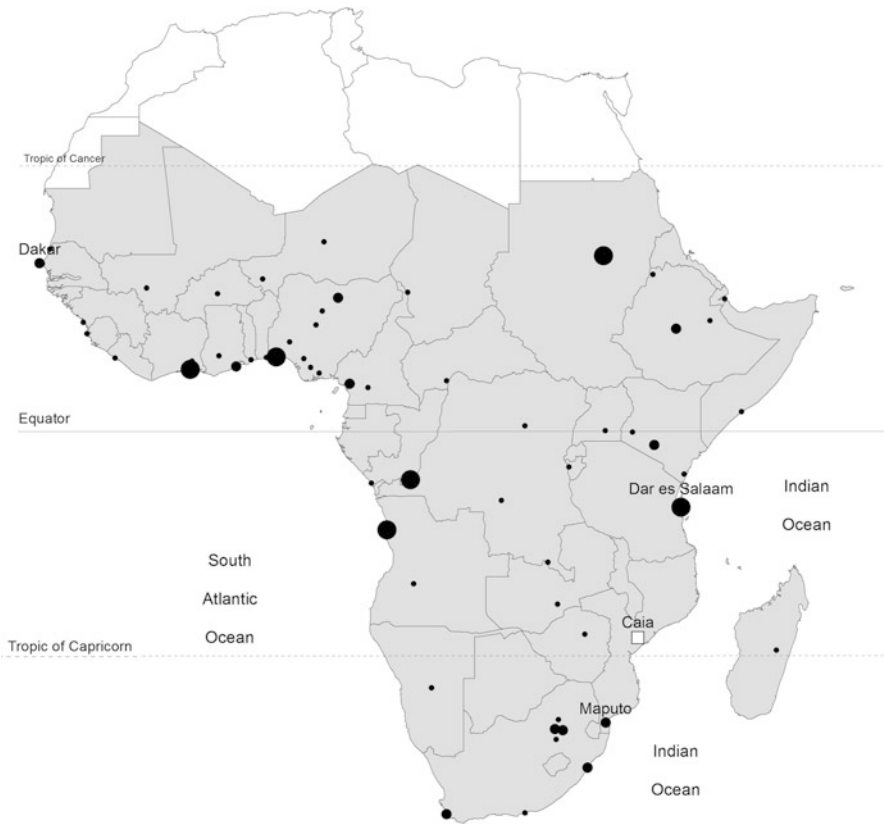 Tropic of Cancer
Dakar
Equator
Dar es Salaam
Indian
Ocean
South
Atlantic
Ocean
Caia
Tropic of Capricorn
Maputo
Indian
Ocean